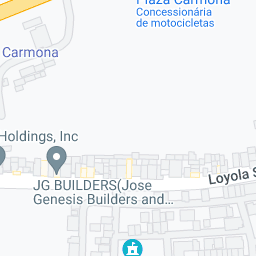 Plaza Carmona
Concessionária
de motocicletas
Carmona
Holdings, Inc
JG BUILDERS(Jose
Genesis Builders and...
Loyola S